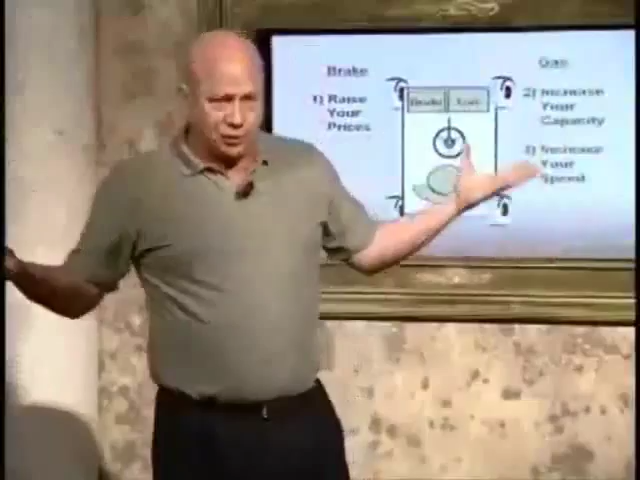 Brake
1) Raise
Your
Prices
Brake
Gas
Gas
2) Increase
Your
Capacity
3) Increase
Your
Speed